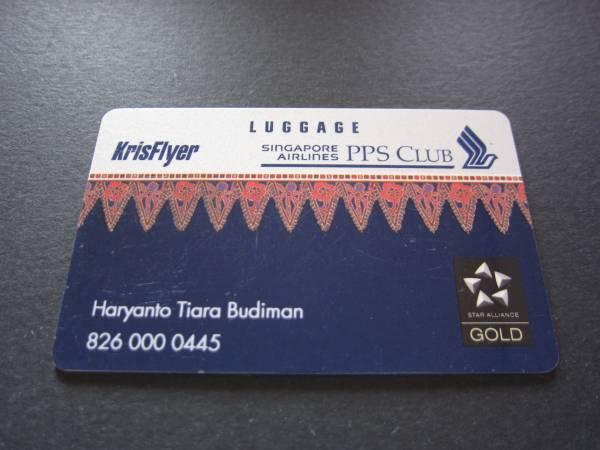 LUGGAGE
KrisFlyer
SINGAPORE AIRLINES PPS CLUB
Haryanto Tiara Budiman
826 000 0445
STAR ALLIANCE
GOLD